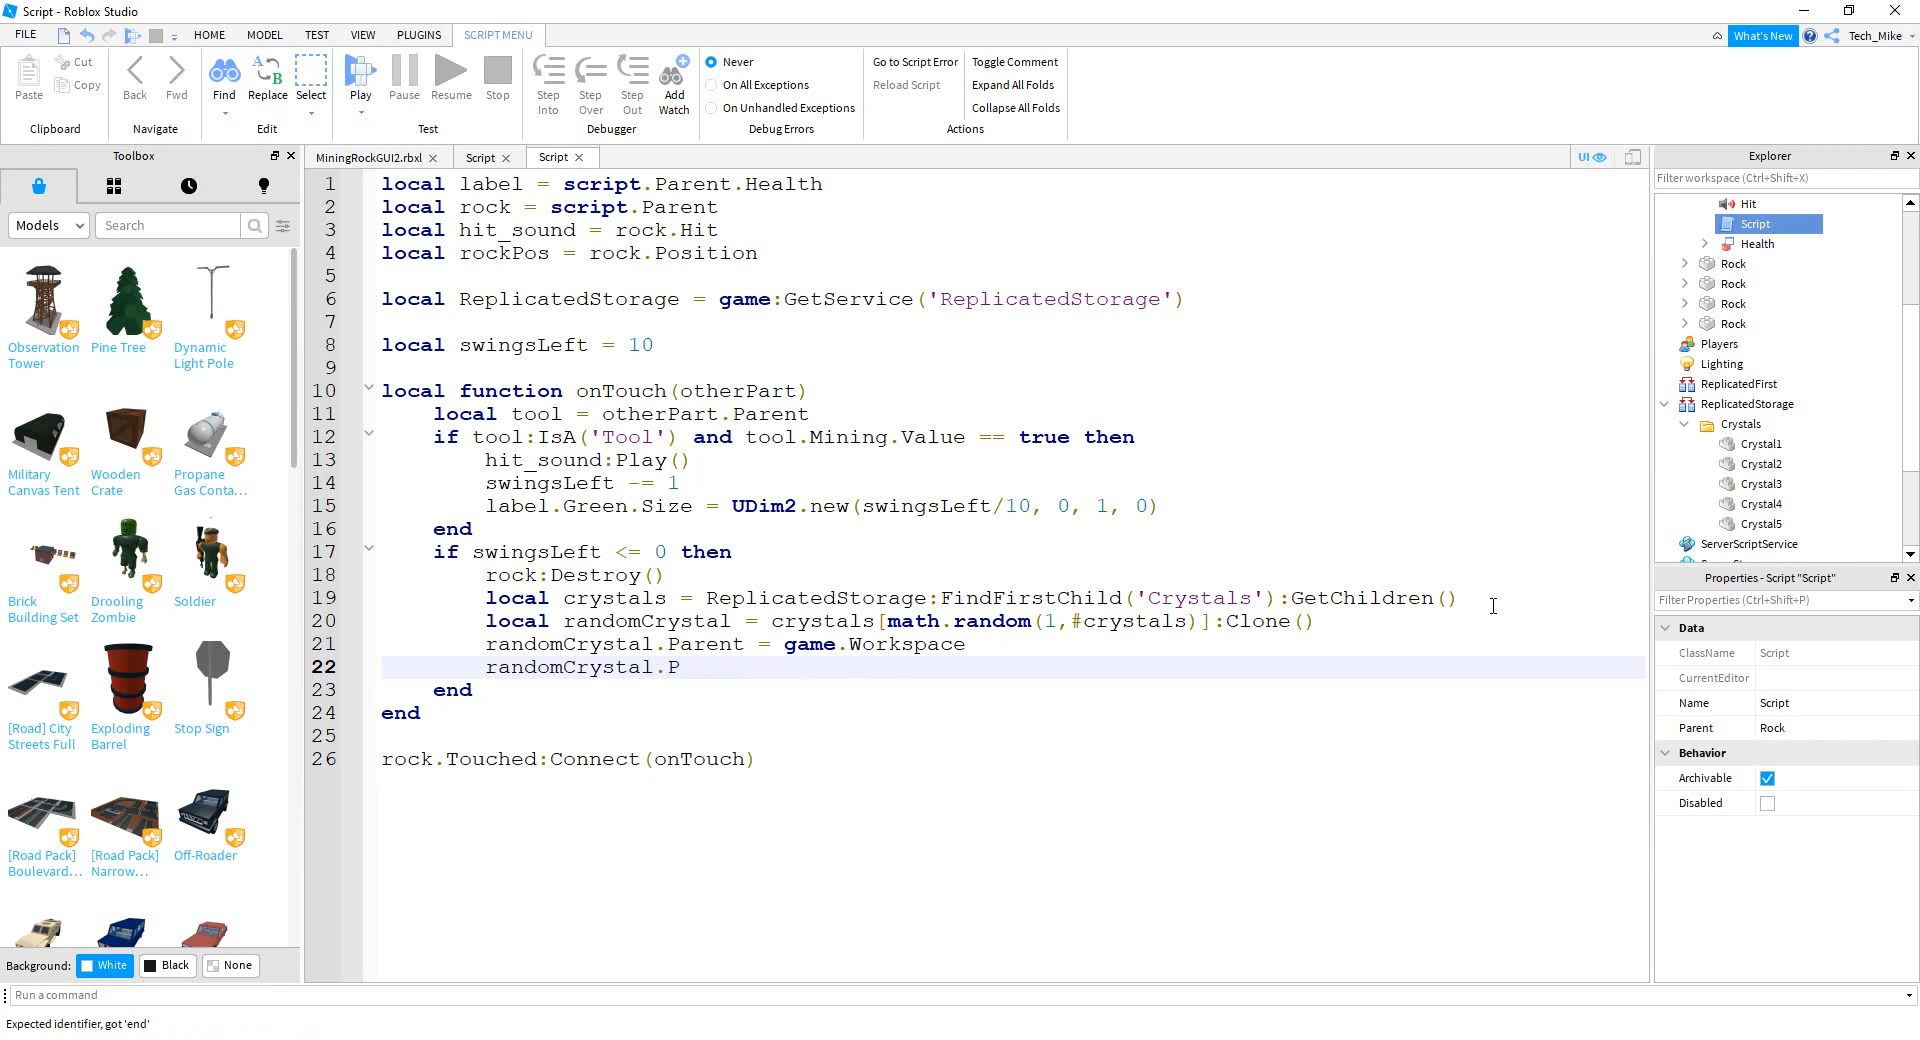 Script - Roblox Studio
FILE HOME MODEL TEST VIEW PLUGINS SCRIPT MENU What's New Tech_Mike
Paste
Cut
Copy
Clipboard
Back Fwd
Navigate
Find Replace Select
Edit
Play Pause Resume Stop
Test
Step Into
Step Over
Step Out
Add Watch
Debugger
Never
On All Exceptions
On Unhandled Exceptions
Debug Errors
Go to Script Error
Reload Script
Toggle Comment
Expand All Folds
Collapse All Folds
Actions
Toolbox
Models Search
Observation Tower
Pine Tree
Dynamic Light Pole
Military Canvas Tent
Wooden Crate
Propane Gas Conta...
Brick Building Set
Drooling Zombie
Soldier
[Road] City Streets Full
Exploding Barrel
Stop Sign
[Road Pack] Boulevard...
[Road Pack] Narrow...
Off-Roader
Background: White Black None
MiningRockGUI2.rbxl Script Script UI
1 local label = script.Parent.Health
2 local rock = script.Parent
3 local hit_sound = rock.Hit
4 local rockPos = rock.Position
5
6 local ReplicatedStorage = game:GetService('ReplicatedStorage')
7
8 local swingsLeft = 10
9
10 local function onTouch(otherPart)
11 local tool = otherPart.Parent
12 if tool:IsA('Tool') and tool.Mining.Value == true then
13 hit_sound:Play()
14 swingsLeft -= 1
15 label.Green.Size = UDim2.new(swingsLeft/10, 0, 1, 0)
16 end
17 if swingsLeft <= 0 then
18 rock:Destroy()
19 local crystals = ReplicatedStorage:FindFirstChild('Crystals'):GetChildren()
20 local randomCrystal = crystals[math.random(1,#crystals)]:Clone()
21 randomCrystal.Parent = game.Workspace
22 randomCrystal.P
23 end
24 end
25
26 rock.Touched:Connect(onTouch)
Explorer
Filter workspace (Ctrl+Shift+X)
Hit
Script
Health
Rock
Rock
Rock
Rock
Players
Lighting
ReplicatedFirst
ReplicatedStorage
Crystals
Crystal1
Crystal2
Crystal3
Crystal4
Crystal5
ServerScriptService
Properties - Script "Script"
Filter Properties (Ctrl+Shift+P)
Data
ClassName Script
CurrentEditor
Name Script
Parent Rock
Behavior
Archivable
Disabled
Run a command
Expected identifier, got 'end'